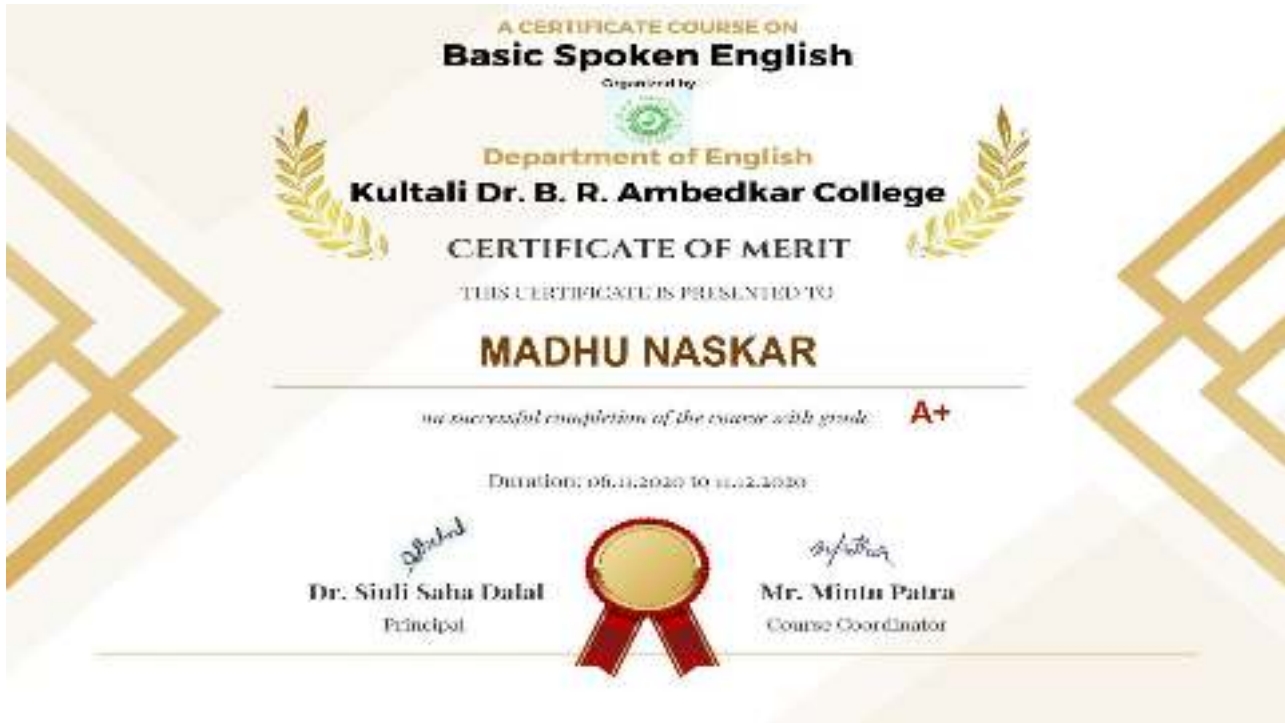 A CERTIFICATE COURSE ON
Basic Spoken English
Organized by
Department of English
Kultali Dr. B. R. Ambedkar College
CERTIFICATE OF MERIT
THIS CERTIFICATE IS PRESENTED TO
MADHU NASKAR
on successful completion of the course with grade A+
Duration: 06.11.2020 to 11.12.2020
Dr. Siuli Saha Dalal Mr. Mintu Patra
Principal Course Coordinator